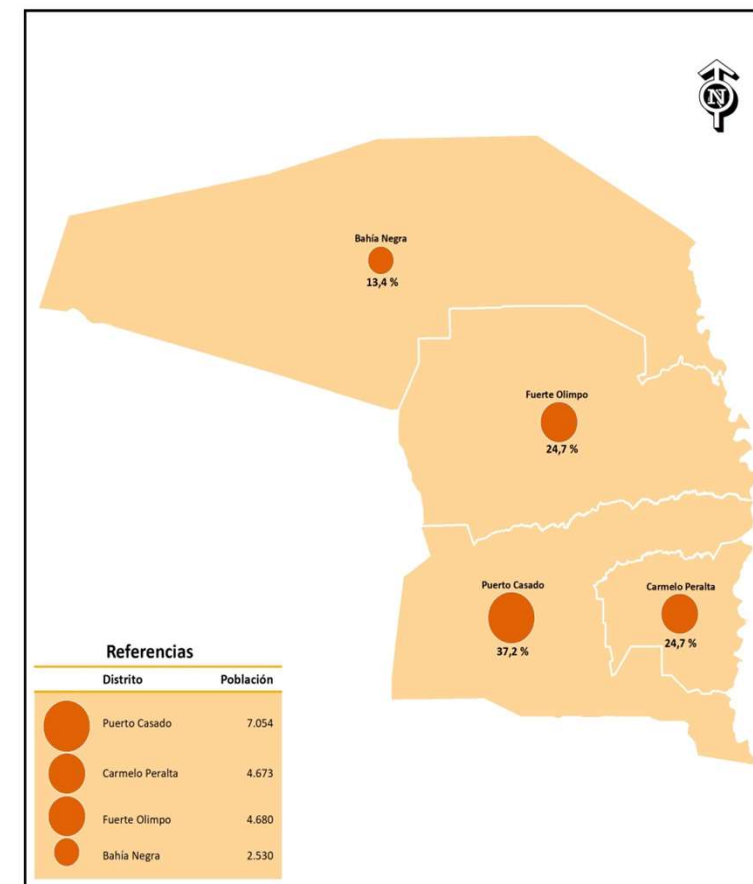 N
Bahía Negra
13,4 %
Fuerte Olimpo
24,7 %
Puerto Casado
37,2 %
Carmelo Peralta
24,7 %
Referencias
Distrito Población
Puerto Casado 7.054
Carmelo Peralta 4.673
Fuerte Olimpo 4.680
Bahía Negra 2.530